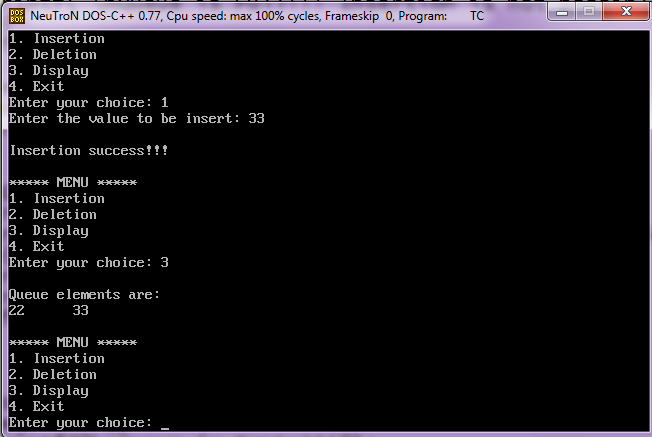 DOS BOX NeuTroN DOS-C++ 0.77, Cpu speed: max 100% cycles, Frameskip 0, Program: TC
1. Insertion
2. Deletion
3. Display
4. Exit
Enter your choice: 1
Enter the value to be insert: 33
Insertion success!!!
***** MENU *****
1. Insertion
2. Deletion
3. Display
4. Exit
Enter your choice: 3
Queue elements are:
22 33
***** MENU *****
1. Insertion
2. Deletion
3. Display
4. Exit
Enter your choice: _